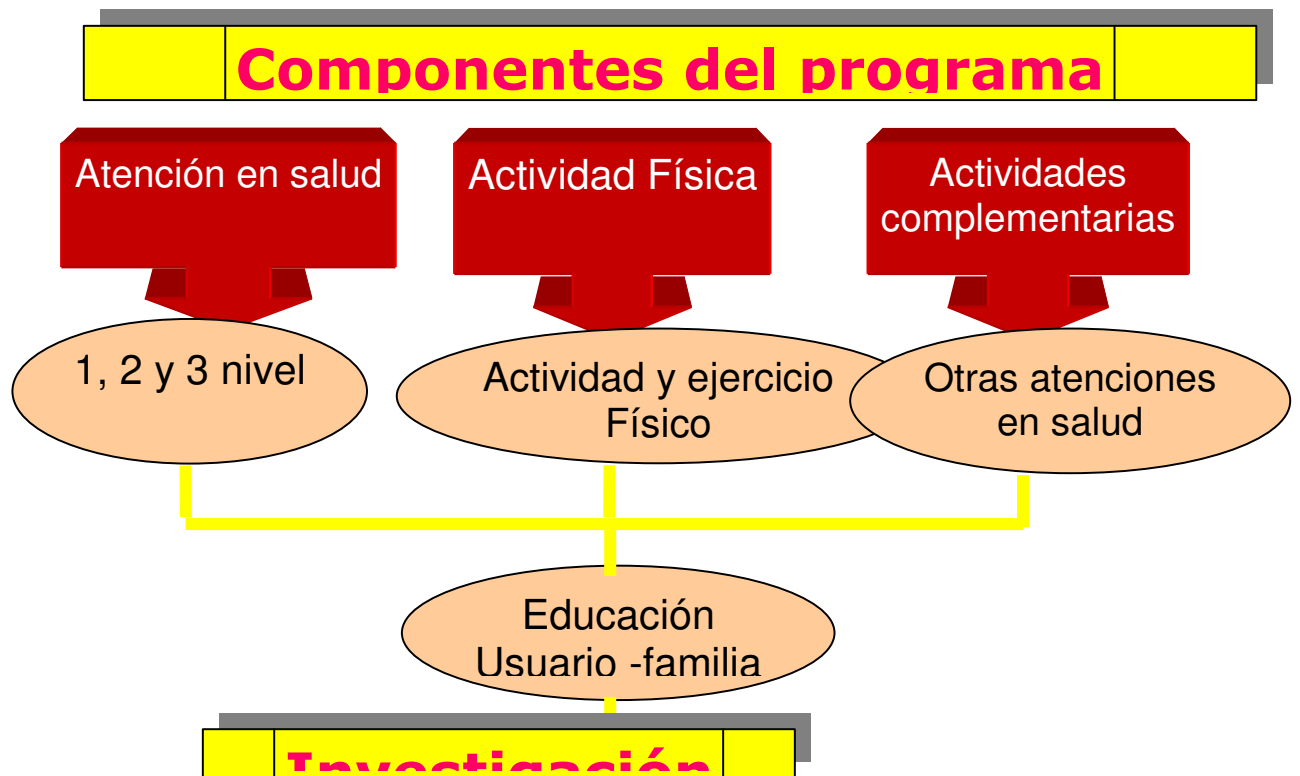 Componentes del programa
Atención en salud
Actividad Física
Actividades
complementarias
1, 2 y 3 nivel
Actividad y ejercicio
Físico
Otras atenciones
en salud
Educación
Usuario -familia
Investigación